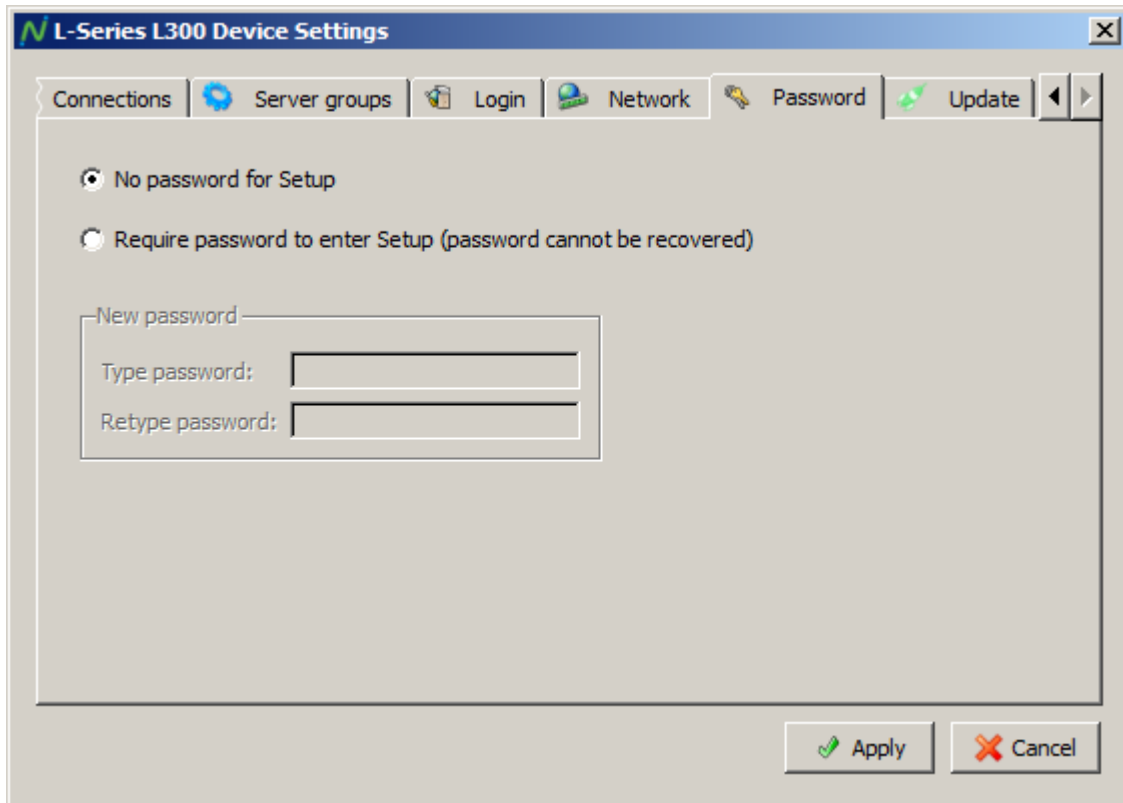 L-Series L300 Device Settings
Connections Server groups Login Network Password Update
No password for Setup
Require password to enter Setup (password cannot be recovered)
New password
Type password:
Retype password:
Apply Cancel